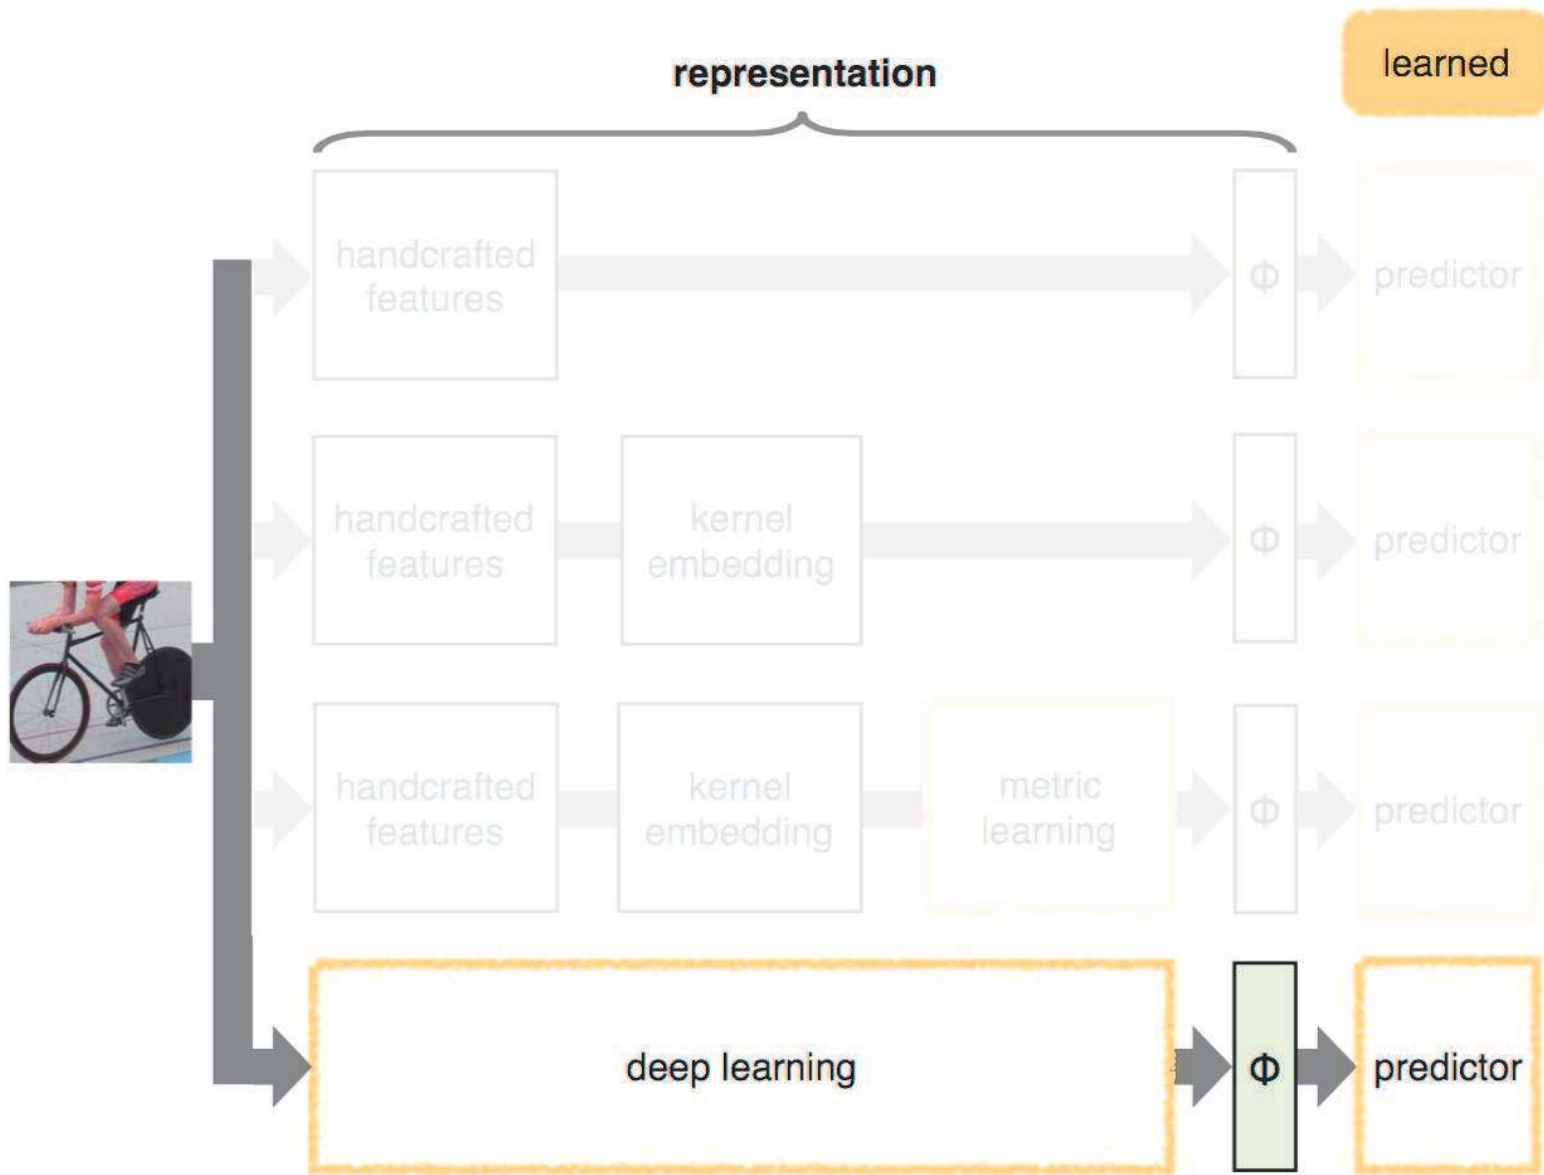 learned
representation
handcrafted
features
Φ
predictor
handcrafted
features
kernel
embedding
Φ
predictor
handcrafted
features
kernel
embedding
metric
learning
Φ
predictor
deep learning
Φ
predictor